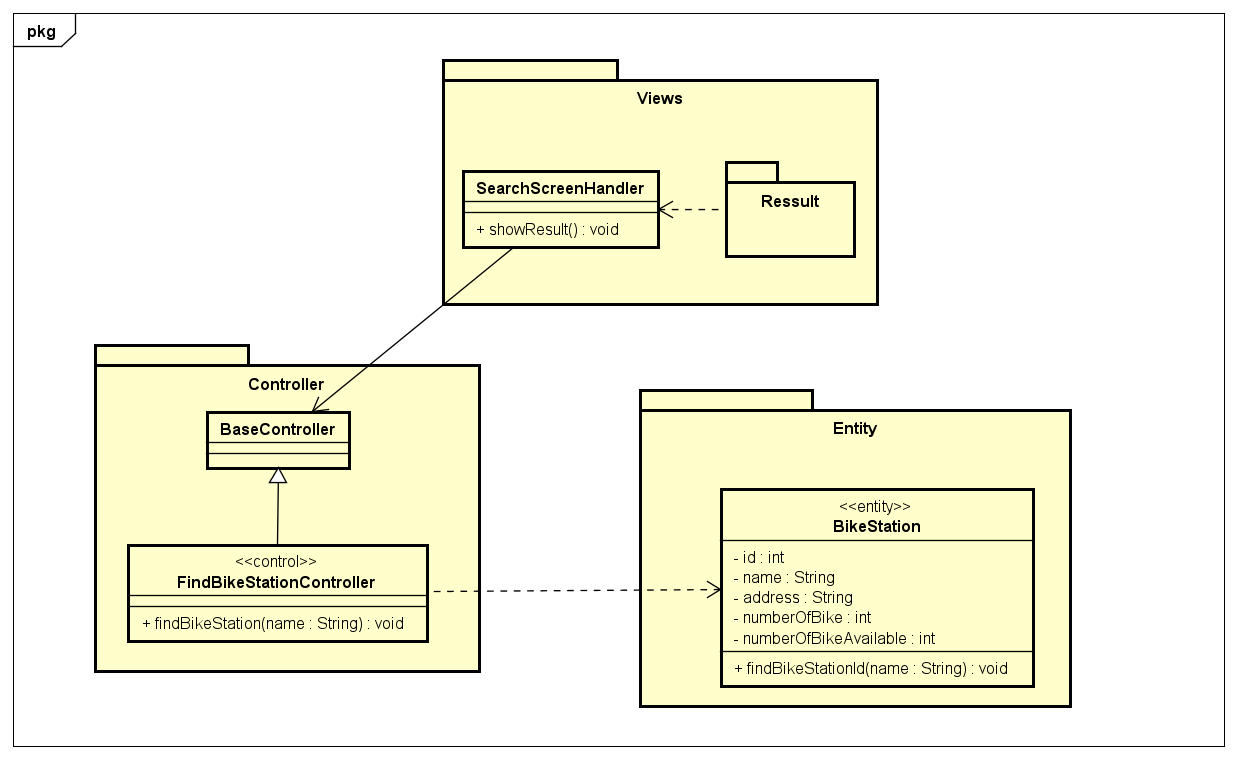 pkg
Views
SearchScreenHandler
+ showResult() : void
Ressult
Controller
BaseController
<<control>>
FindBikeStationController
+ findBikeStation(name : String) : void
Entity
<<entity>>
BikeStation
- id : int
- name : String
- address : String
- numberOfBike : int
- numberOfBikeAvailable : int
+ findBikeStationId(name : String) : void